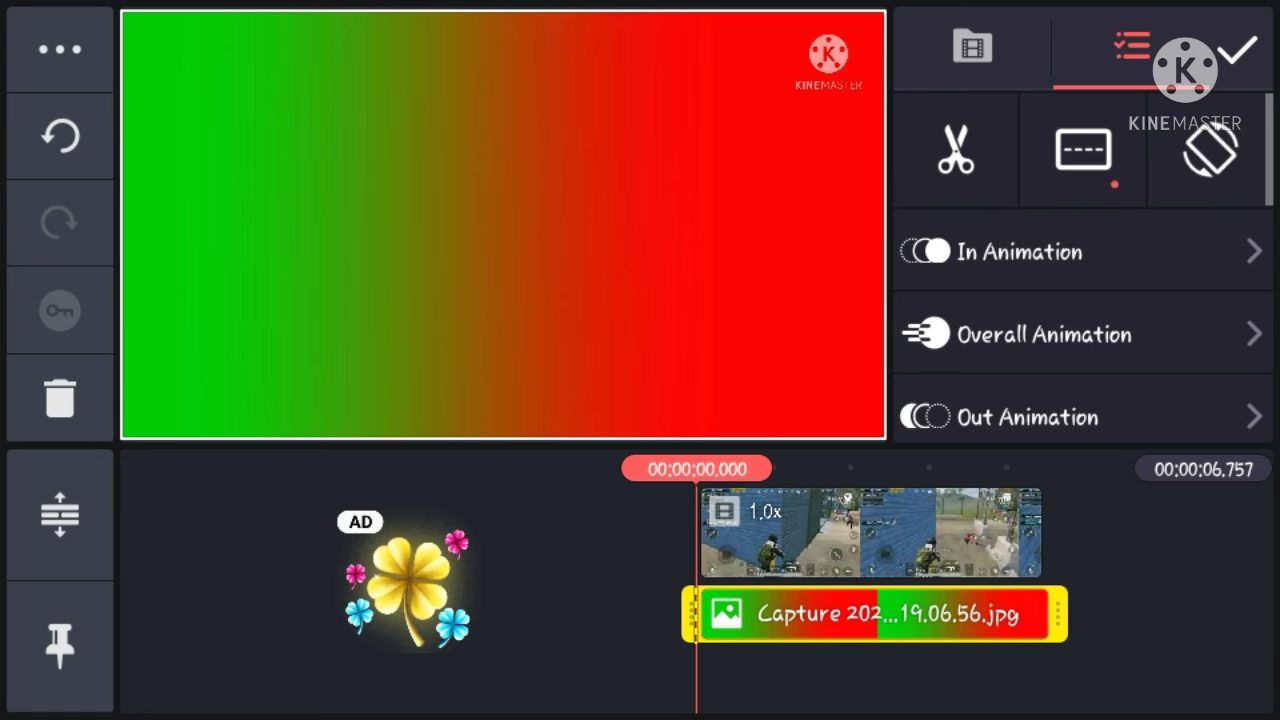 KINEMASTER
KINEMASTER
In Animation
Overall Animation
Out Animation
00:00:00.000
00:00:06.757
AD
1.0x
Capture 202...19.06.56.jpg